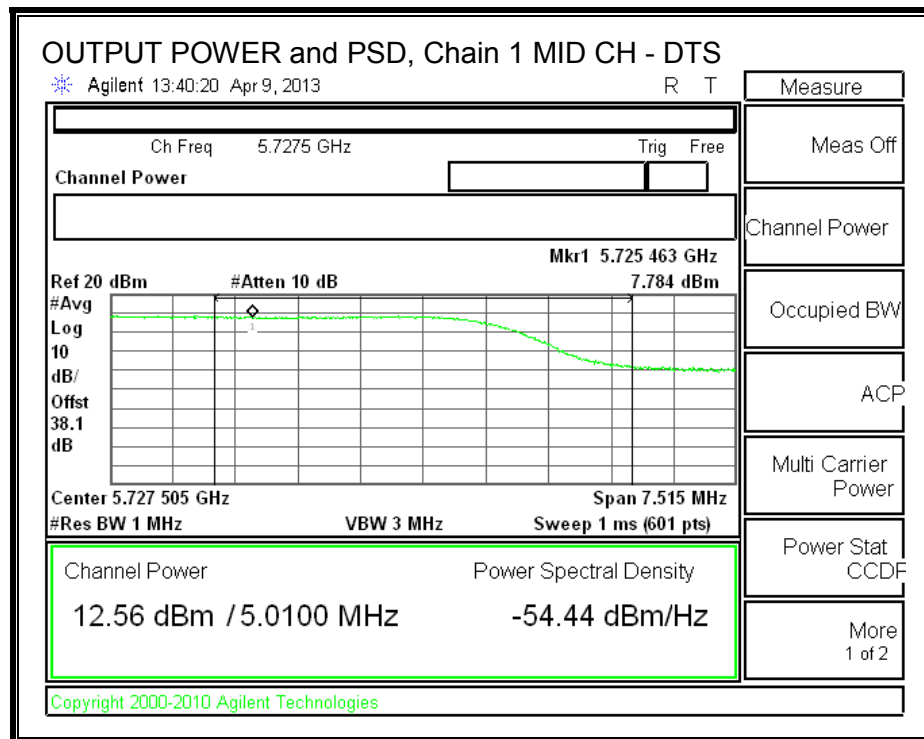 OUTPUT POWER and PSD, Chain 1 MID CH - DTS
Agilent 13:40:20 Apr 9, 2013 R T
Ch Freq 5.7275 GHz Trig Free
Channel Power
Mkr1 5.725 463 GHz
Ref 20 dBm #Atten 10 dB 7.784 dBm
#Avg
Log
10
dB/
Offst
38.1
dB
1
Center 5.727 505 GHz Span 7.515 MHz
#Res BW 1 MHz VBW 3 MHz Sweep 1 ms (601 pts)
Channel Power Power Spectral Density
12.56 dBm / 5.0100 MHz -54.44 dBm/Hz
Copyright 2000-2010 Agilent Technologies
Measure
Meas Off
Channel Power
Occupied BW
ACP
Multi Carrier
Power
Power Stat
CCDF
More
1 of 2